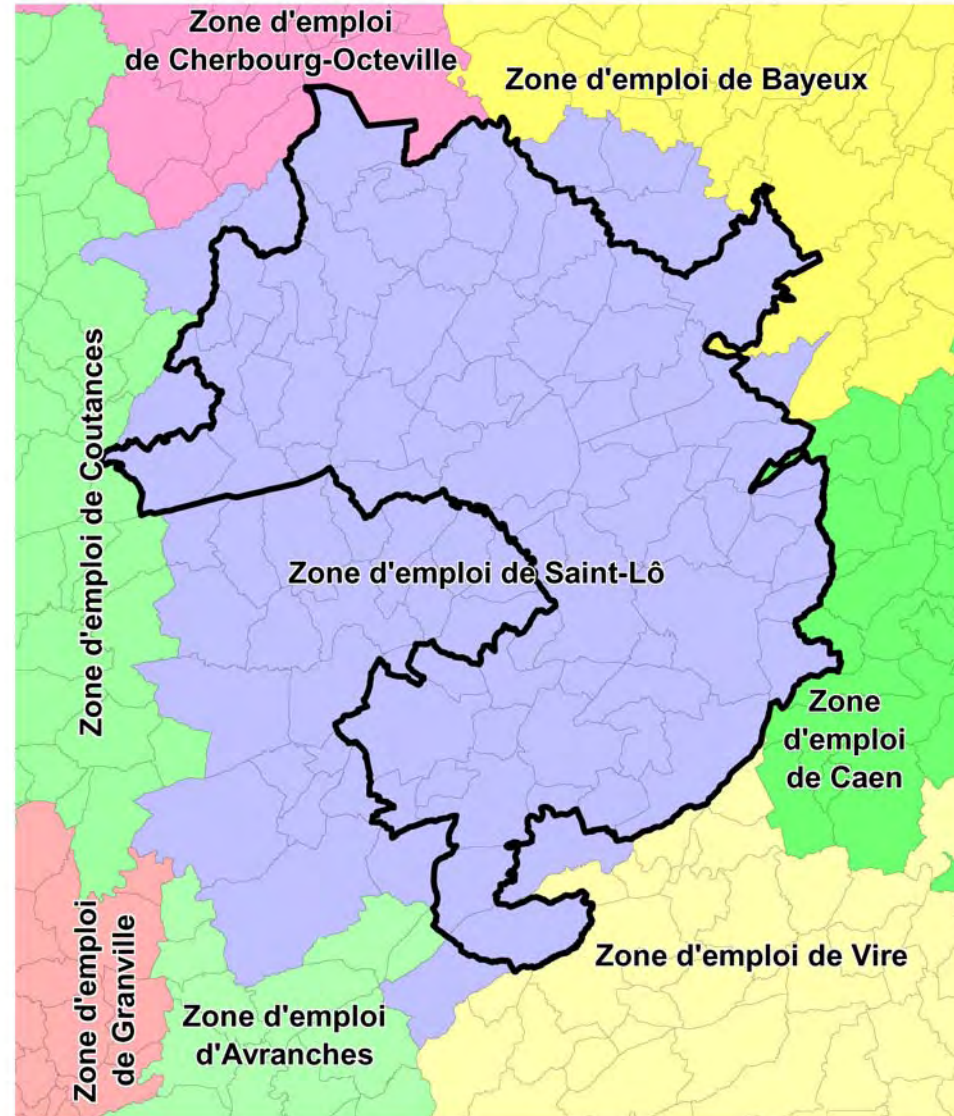 Zone d'emploi
de Cherbourg-Octeville
Zone d'emploi de Bayeux
Zone d'emploi de Coutances
Zone d'emploi de Saint-Lô
Zone
d'emploi
de Caen
Zone d'emploi
de Granville
Zone d'emploi
d'Avranches
Zone d'emploi de Vire